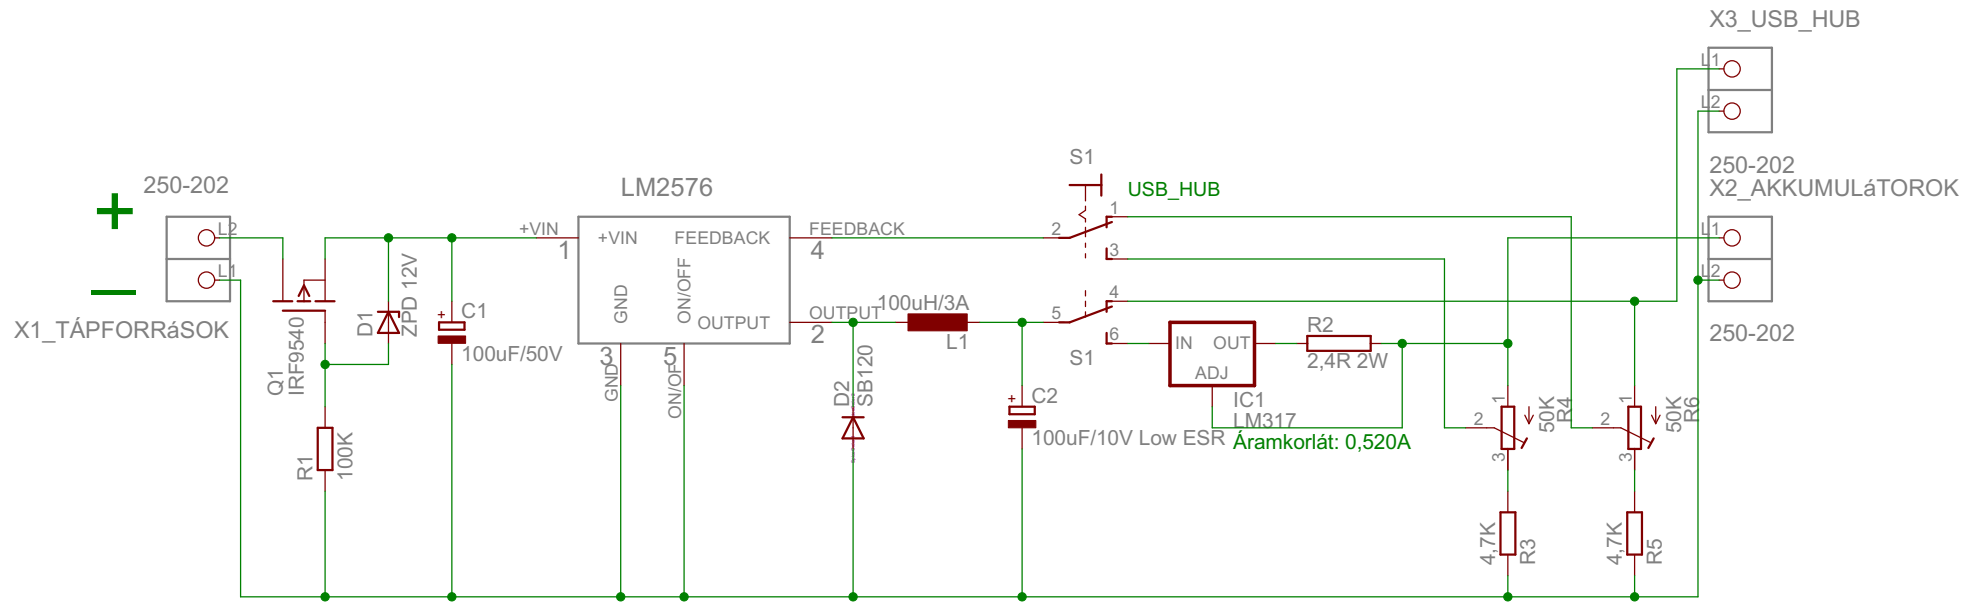 X3_USB_HUB
L1
L2
250-202
X2_AKKUMULáTOROK
L1
L2
250-202
+
250-202
L2
L1
X1_TÁPFORRáSOK
Q1
IRF9540
D1
ZPD 12V
R1
100K
+
C1
100uF/50V
LM2576
+VIN
1
+VIN
FEEDBACK
GND
ON/OFF
OUTPUT
3
GND
5
ON/OF
FEEDBACK
4
OUTPUT
2
100uH/3A
L1
D2
SB120
+
C2
100uF/10V Low ESR
S1
USB_HUB
2
1
3
5
4
6
S1
IN
OUT
ADJ
IC1
LM317
Áramkorlát: 0,520A
R2
2,4R 2W
1
2
3
50K
R4
1
2
3
50K
R6
4,7K
R3
4,7K
R5